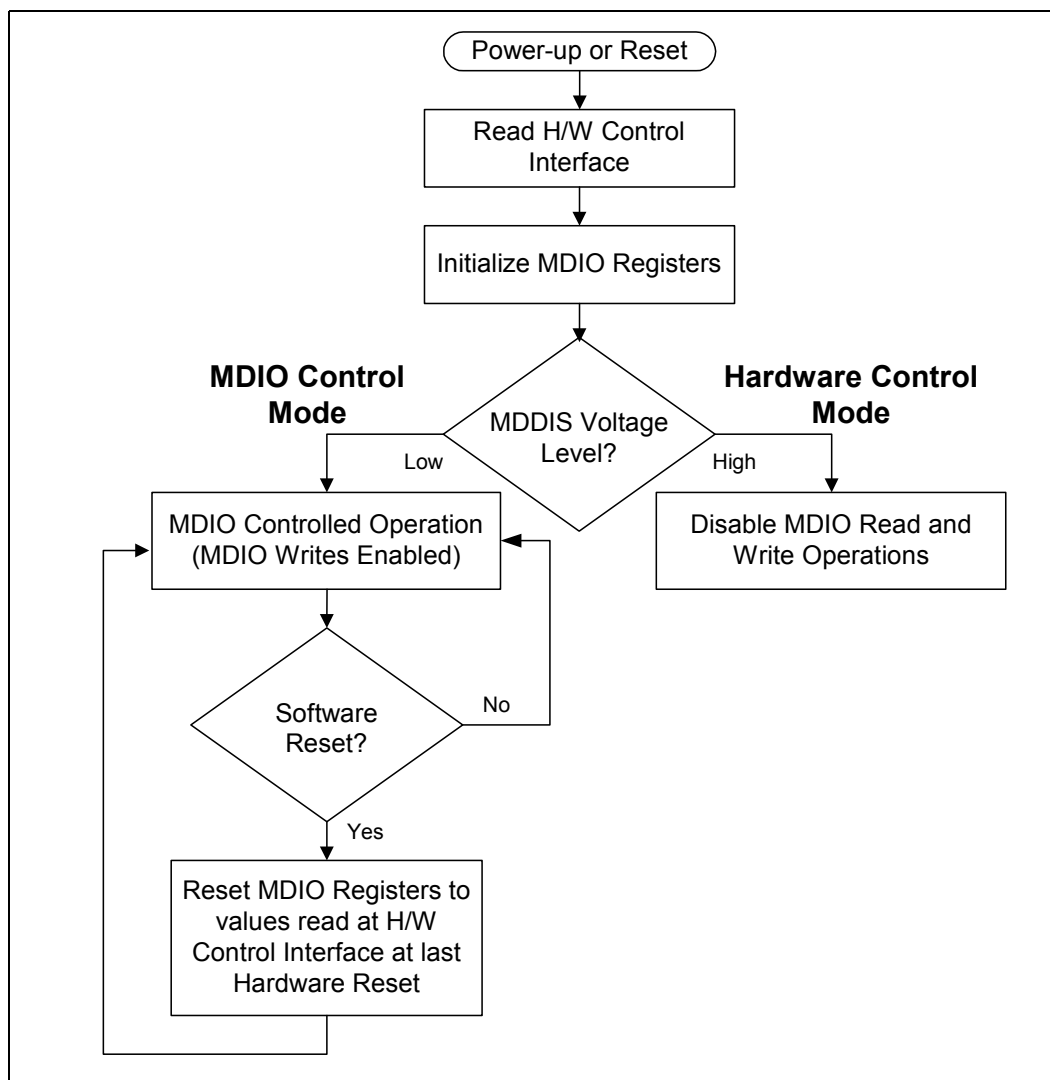 Power-up or Reset
Read H/W Control
Interface
Initialize MDIO Registers
MDIO Control
Mode
Hardware Control
Mode
MDDIS Voltage
Level?
Low
High
MDIO Controlled Operation
(MDIO Writes Enabled)
Disable MDIO Read and
Write Operations
Software
Reset?
No
Yes
Reset MDIO Registers to
values read at H/W
Control Interface at last
Hardware Reset